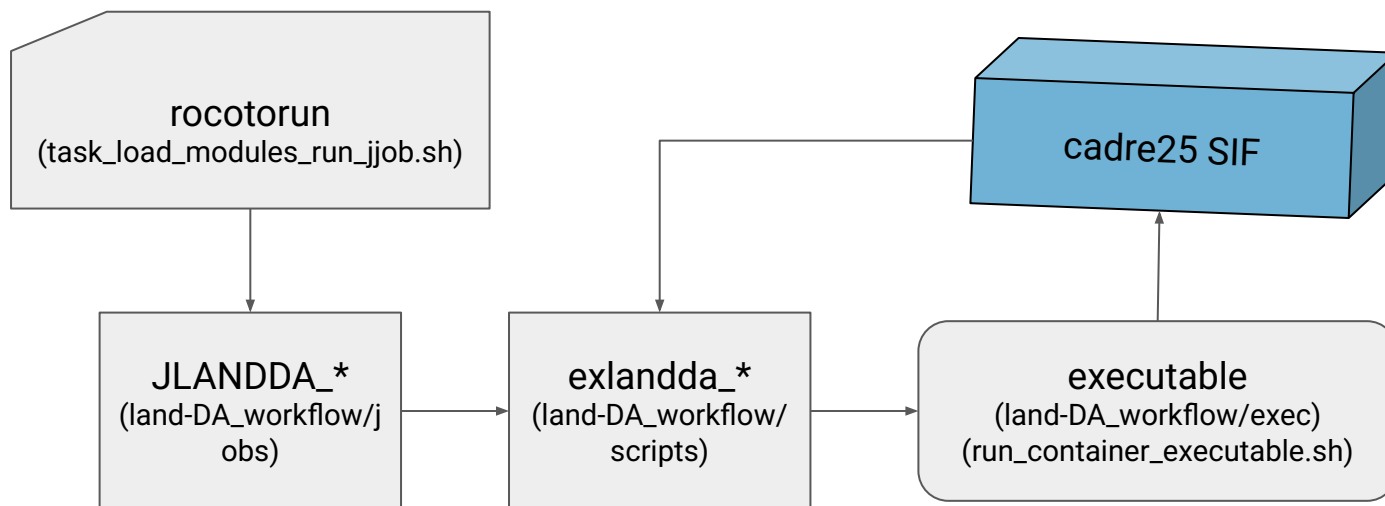 rocotorun
(task_load_modules_run_jjob.sh)
cadre25 SIF
JLANDDA_*
(land-DA_workflow/j
obs)
exlandda_*
(land-DA_workflow/
scripts)
executable
(land-DA_workflow/exec)
(run_container_executable.sh)